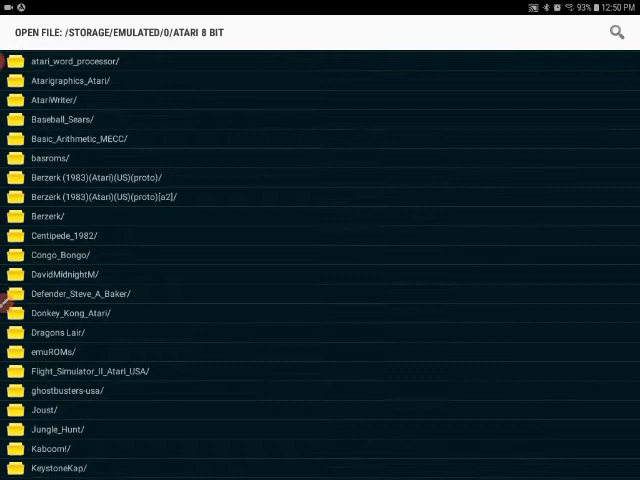 93% 12:50 PM
OPEN FILE: /STORAGE/EMULATED/0/ATARI 8 BIT
atari_word_processor/
Atarigraphics_Atari/
AtariWriter/
Baseball_Sears/
Basic_Arithmetic_MECC/
basroms/
Berzerk (1983)(Atari)(US)(proto)/
Berzerk (1983)(Atari)(US)(proto)[a2]/
Berzerk/
Centipede_1982/
Congo_Bongo/
DavidMidnightM/
Defender_Steve_A_Baker/
Donkey_Kong_Atari/
Dragons Lair/
emuROMs/
Flight_Simulator_II_Atari_USA/
ghostbusters-usa/
Joust/
Jungle_Hunt/
Kaboom!/
KeystoneKap/